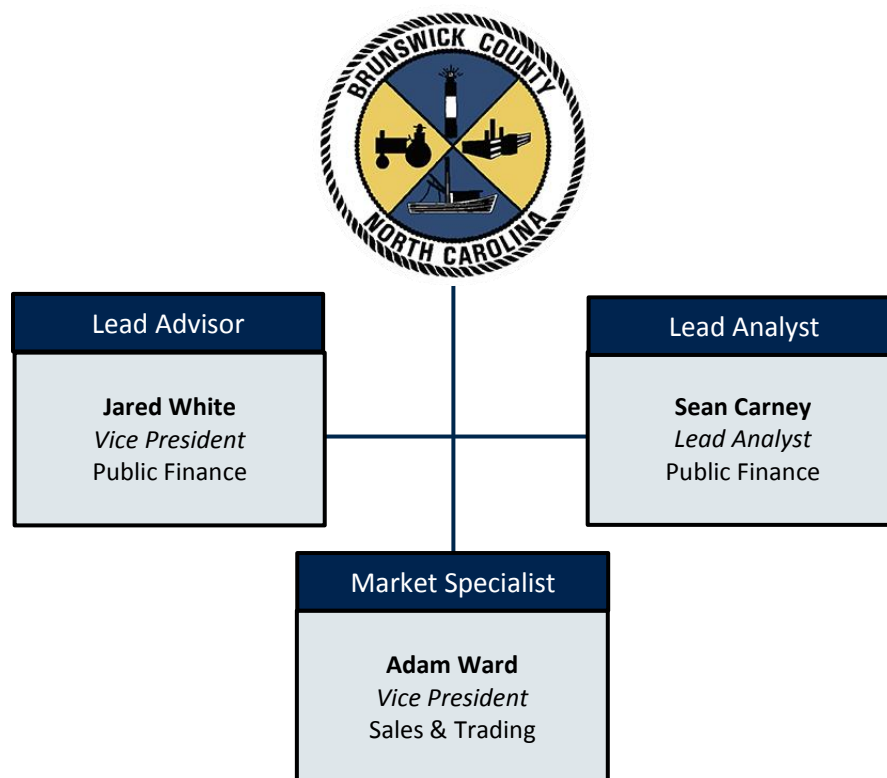 BRUNSWICK COUNTY
NORTH CAROLINA
Lead Advisor
Jared White
Vice President
Public Finance
Lead Analyst
Sean Carney
Lead Analyst
Public Finance
Market Specialist
Adam Ward
Vice President
Sales & Trading